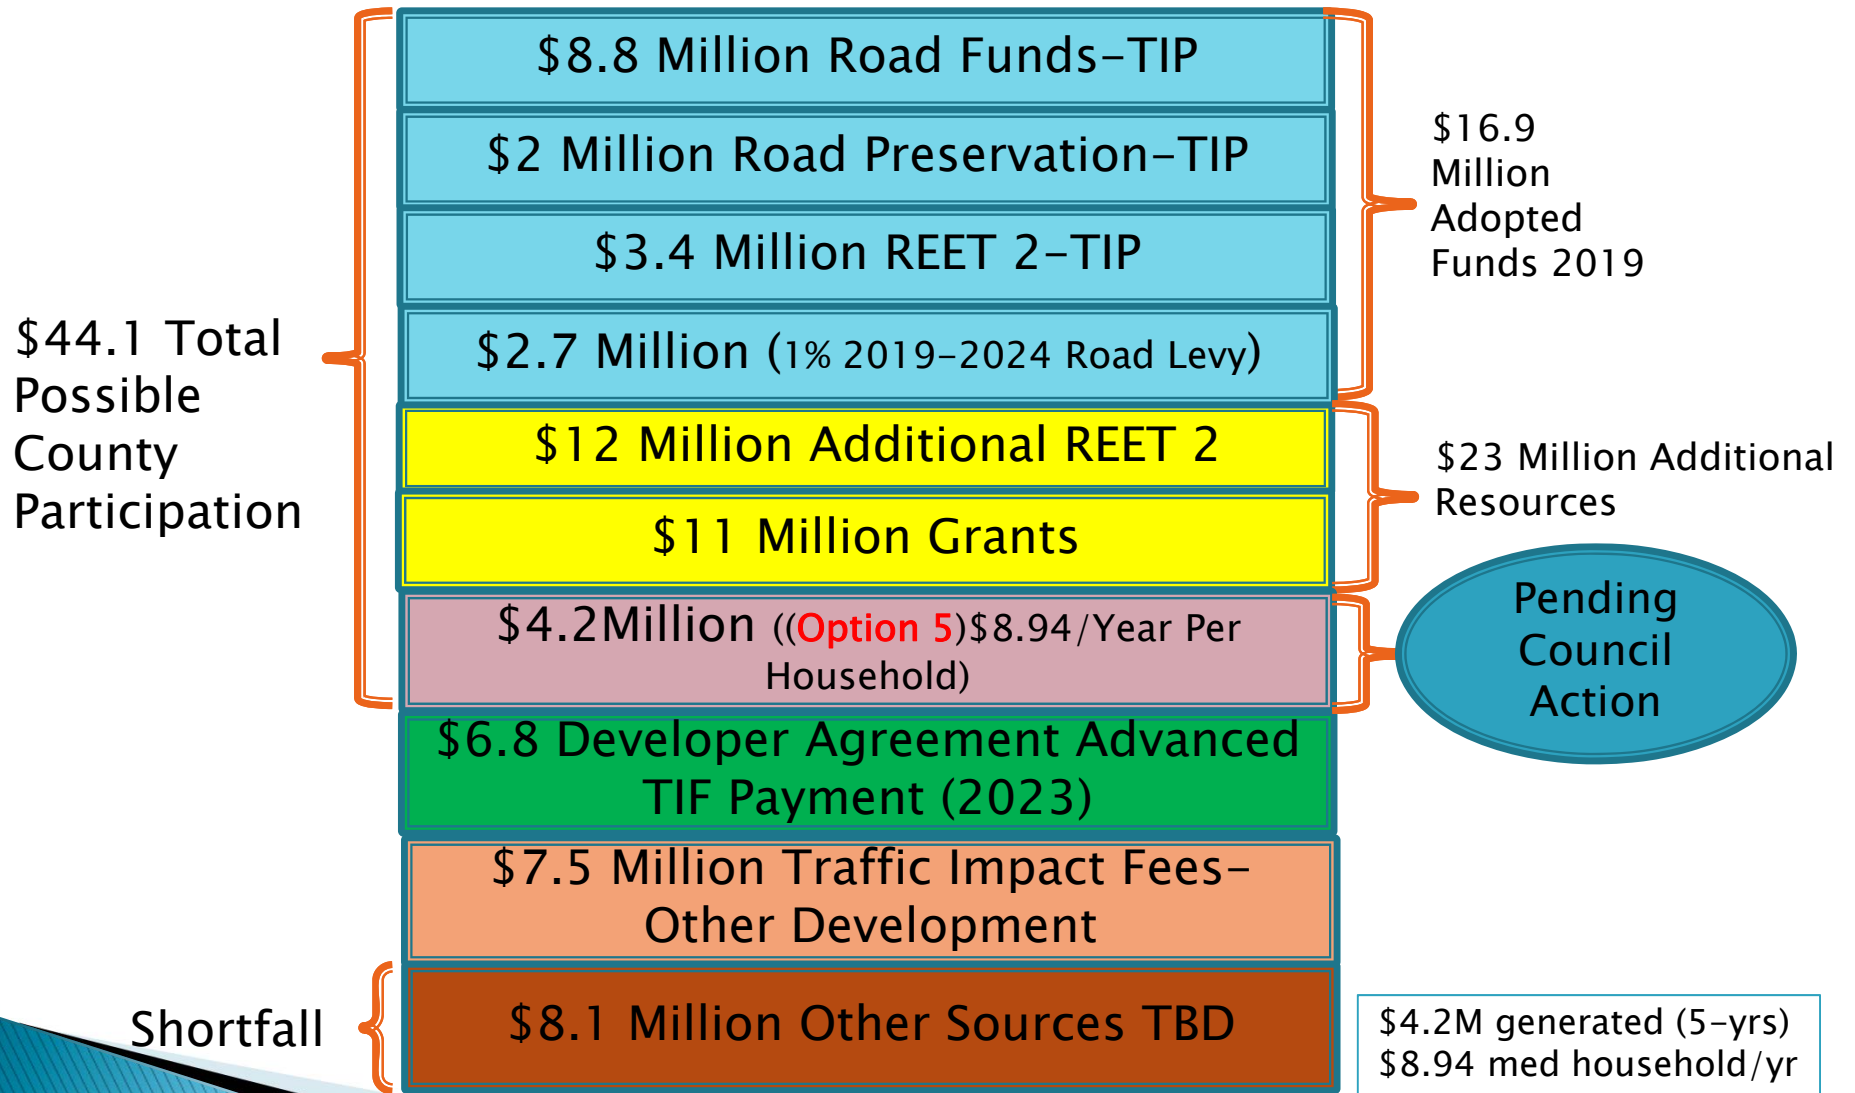 $8.8 Million Road Funds-TIP
$2 Million Road Preservation-TIP
$3.4 Million REET 2-TIP
$2.7 Million (1% 2019-2024 Road Levy)
$12 Million Additional REET 2
$11 Million Grants
$4.2Million ((Option 5)$8.94/Year Per
Household)
$6.8 Developer Agreement Advanced
TIF Payment (2023)
$7.5 Million Traffic Impact Fees-
Other Development
$8.1 Million Other Sources TBD
$44.1 Total
Possible
County
Participation
Shortfall
$16.9
Million
Adopted
Funds 2019
$23 Million Additional
Resources
Pending
Council
Action
$4.2M generated (5-yrs)
$8.94 med household/yr